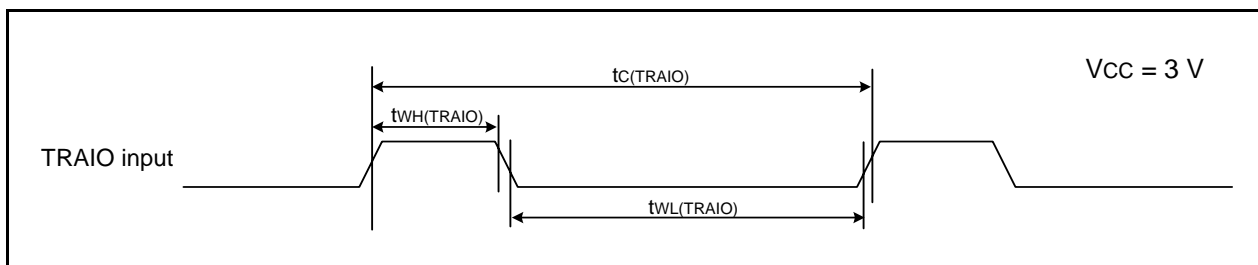 tC(TRAIO)
VCC = 3 V
tWH(TRAIO)
TRAIO input
tWL(TRAIO)